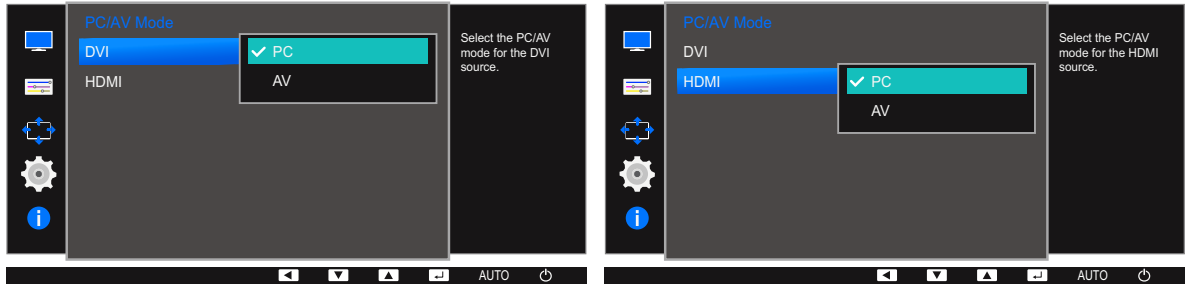 PC/AV Mode
DVI
PC
HDMI
AV
Select the PC/AV
mode for the DVI
source.
AUTO
PC/AV Mode
DVI
HDMI
PC
AV
Select the PC/AV
mode for the HDMI
source.
AUTO